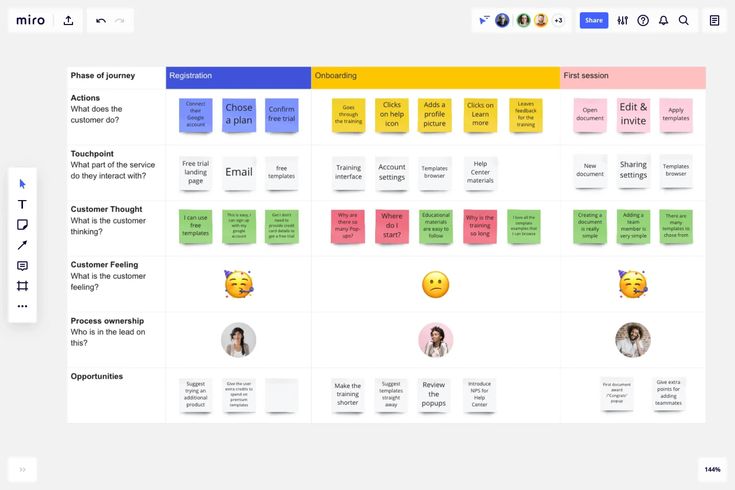 miro
+3
Share
Phase of journey
Registration
Onboarding
First session
Actions
What does the
customer do?
Connect
their
Google
account
Chose
a plan
Confirm
free trial
Goes
through
the training
Clicks
on help
icon
Adds a
profile
picture
Clicks on
Learn
more
Leaves
feedback
for the
training
Open
document
Edit &
invite
Apply
templates
Touchpoint
What part of the service
do they interact with?
Free trial
landing
page
Email
free
templates
Training
interface
Account
settings
Templates
browser
Help
Center
materials
New
document
Sharing
settings
Templates
browser
Customer Thought
What is the customer
thinking?
I can use
free
templates
This is easy, I
can sign up
with my
google
account
Get I don't
need to
provide credit
card details to
get a free trial
Why are
there so
many Pop-
ups?
Where
do I
start?
Educational
materials
are easy to
follow
Why is the
training
so long
I love all the
template
examples that
I can browse
Creating a
document
is really
simple
Adding a
team
member is
very simple
There are
many
templates to
chose from
Customer Feeling
What is the customer
feeling?
Process ownership
Who is in the lead on
this?
Opportunities
Suggest
trying an
additional
product
Give the user
extra credits to
spend on
premium
templates
Make the
training
shorter
Suggest
templates
straight
away
Review
the
popups
Introduce
NPS for
Help
Center
First document
award
/"Congrats"
popup
Give extra
points for
adding
teammates
144%